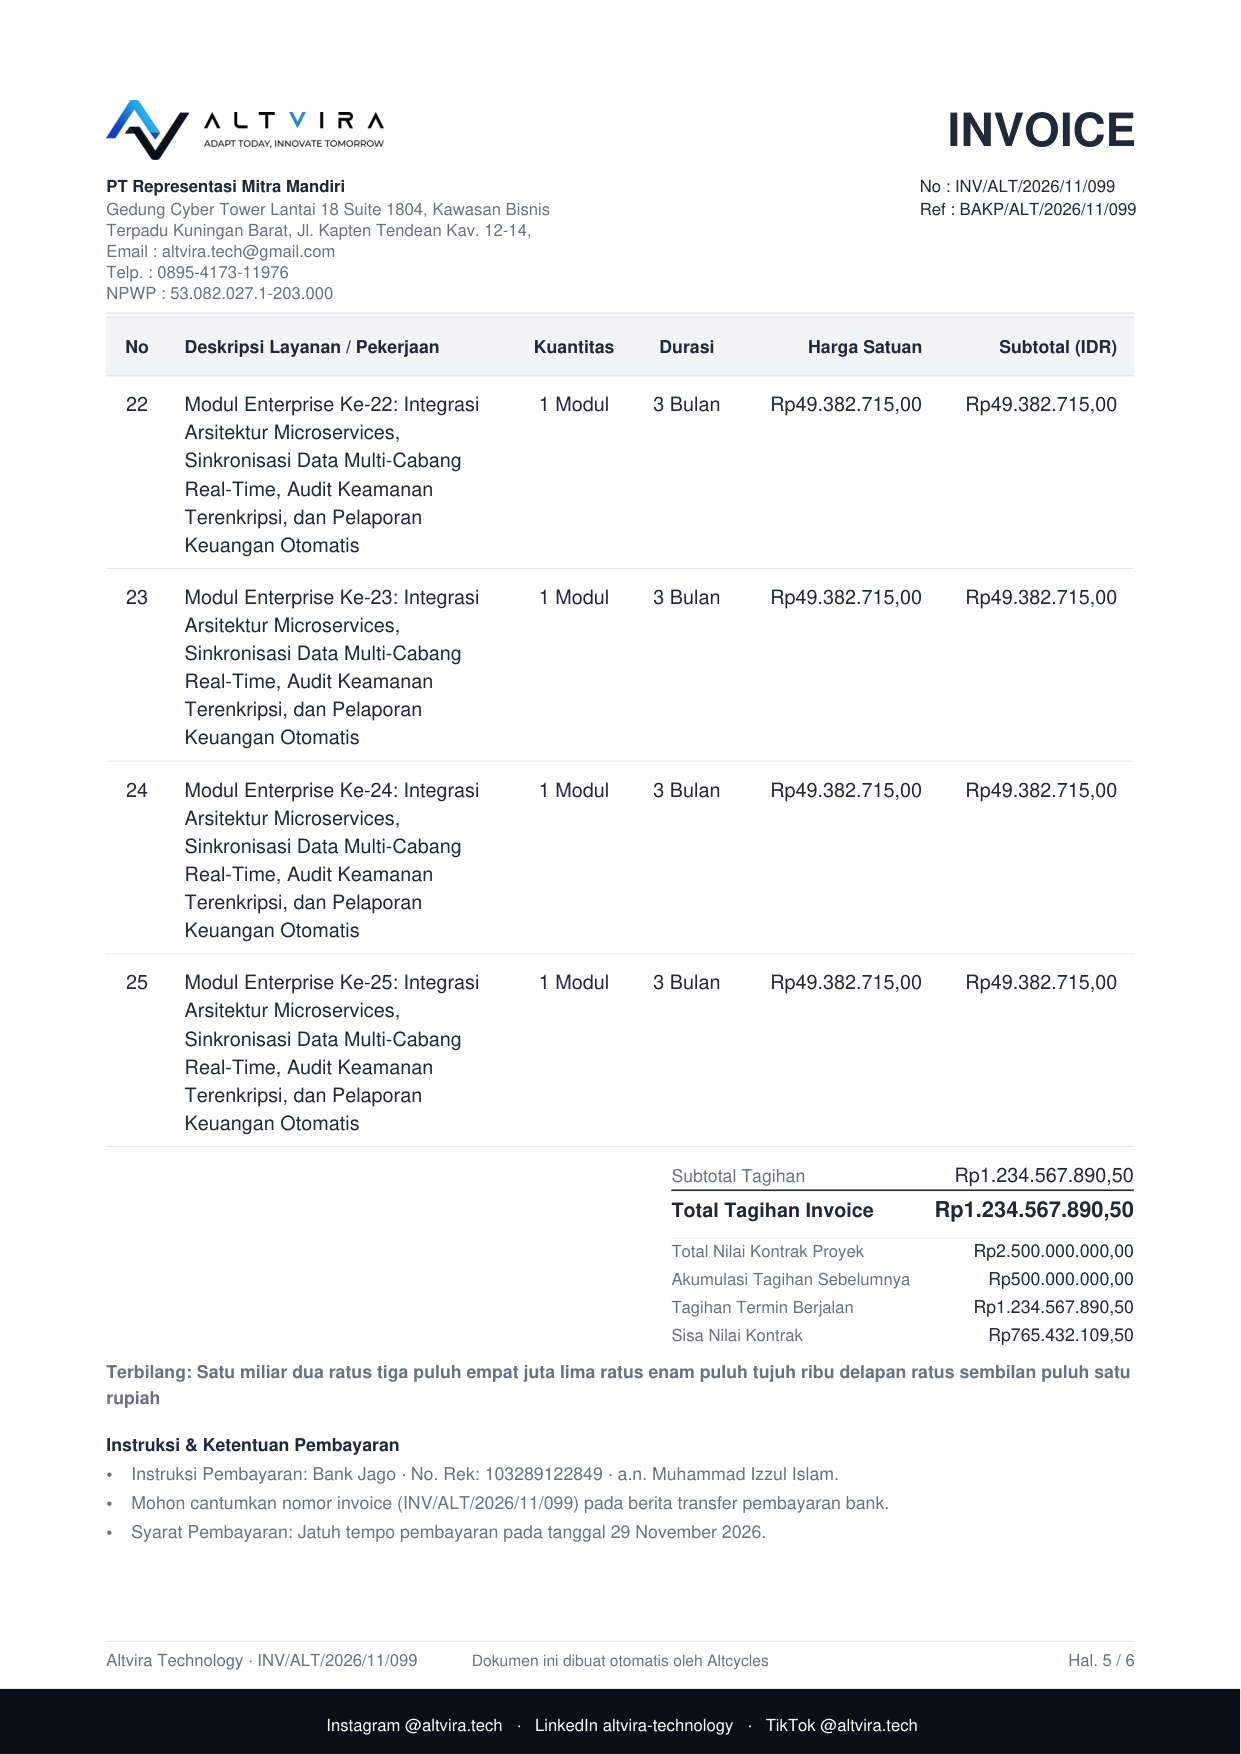 ALTVIRA
ADAPT TODAY, INNOVATE TOMORROW
INVOICE
PT Representasi Mitra Mandiri
Gedung Cyber Tower Lantai 18 Suite 1804, Kawasan Bisnis
Terpadu Kuningan Barat, Jl. Kapten Tendean Kav. 12-14,
Email : altvira.tech@gmail.com
Telp. : 0895-4173-11976
NPWP : 53.082.027.1-203.000
No : INV/ALT/2026/11/099
Ref : BAKP/ALT/2026/11/099
No Deskripsi Layanan / Pekerjaan Kuantitas Durasi Harga Satuan Subtotal (IDR)
22 Modul Enterprise Ke-22: Integrasi 1 Modul 3 Bulan Rp49.382.715,00 Rp49.382.715,00
Arsitektur Microservices,
Sinkronisasi Data Multi-Cabang
Real-Time, Audit Keamanan
Terenkripsi, dan Pelaporan
Keuangan Otomatis
23 Modul Enterprise Ke-23: Integrasi 1 Modul 3 Bulan Rp49.382.715,00 Rp49.382.715,00
Arsitektur Microservices,
Sinkronisasi Data Multi-Cabang
Real-Time, Audit Keamanan
Terenkripsi, dan Pelaporan
Keuangan Otomatis
24 Modul Enterprise Ke-24: Integrasi 1 Modul 3 Bulan Rp49.382.715,00 Rp49.382.715,00
Arsitektur Microservices,
Sinkronisasi Data Multi-Cabang
Real-Time, Audit Keamanan
Terenkripsi, dan Pelaporan
Keuangan Otomatis
25 Modul Enterprise Ke-25: Integrasi 1 Modul 3 Bulan Rp49.382.715,00 Rp49.382.715,00
Arsitektur Microservices,
Sinkronisasi Data Multi-Cabang
Real-Time, Audit Keamanan
Terenkripsi, dan Pelaporan
Keuangan Otomatis
Subtotal Tagihan Rp1.234.567.890,50
Total Tagihan Invoice Rp1.234.567.890,50
Total Nilai Kontrak Proyek Rp2.500.000.000,00
Akumulasi Tagihan Sebelumnya Rp500.000.000,00
Tagihan Termin Berjalan Rp1.234.567.890,50
Sisa Nilai Kontrak Rp765.432.109,50
Terbilang: Satu miliar dua ratus tiga puluh empat juta lima ratus enam puluh tujuh ribu delapan ratus sembilan puluh satu
rupiah
Instruksi & Ketentuan Pembayaran
• Instruksi Pembayaran: Bank Jago · No. Rek: 103289122849 · a.n. Muhammad Izzul Islam.
• Mohon cantumkan nomor invoice (INV/ALT/2026/11/099) pada berita transfer pembayaran bank.
• Syarat Pembayaran: Jatuh tempo pembayaran pada tanggal 29 November 2026.
Altvira Technology · INV/ALT/2026/11/099 Dokumen ini dibuat otomatis oleh Altcycles Hal. 5 / 6
Instagram @altvira.tech · LinkedIn altvira-technology · TikTok @altvira.tech